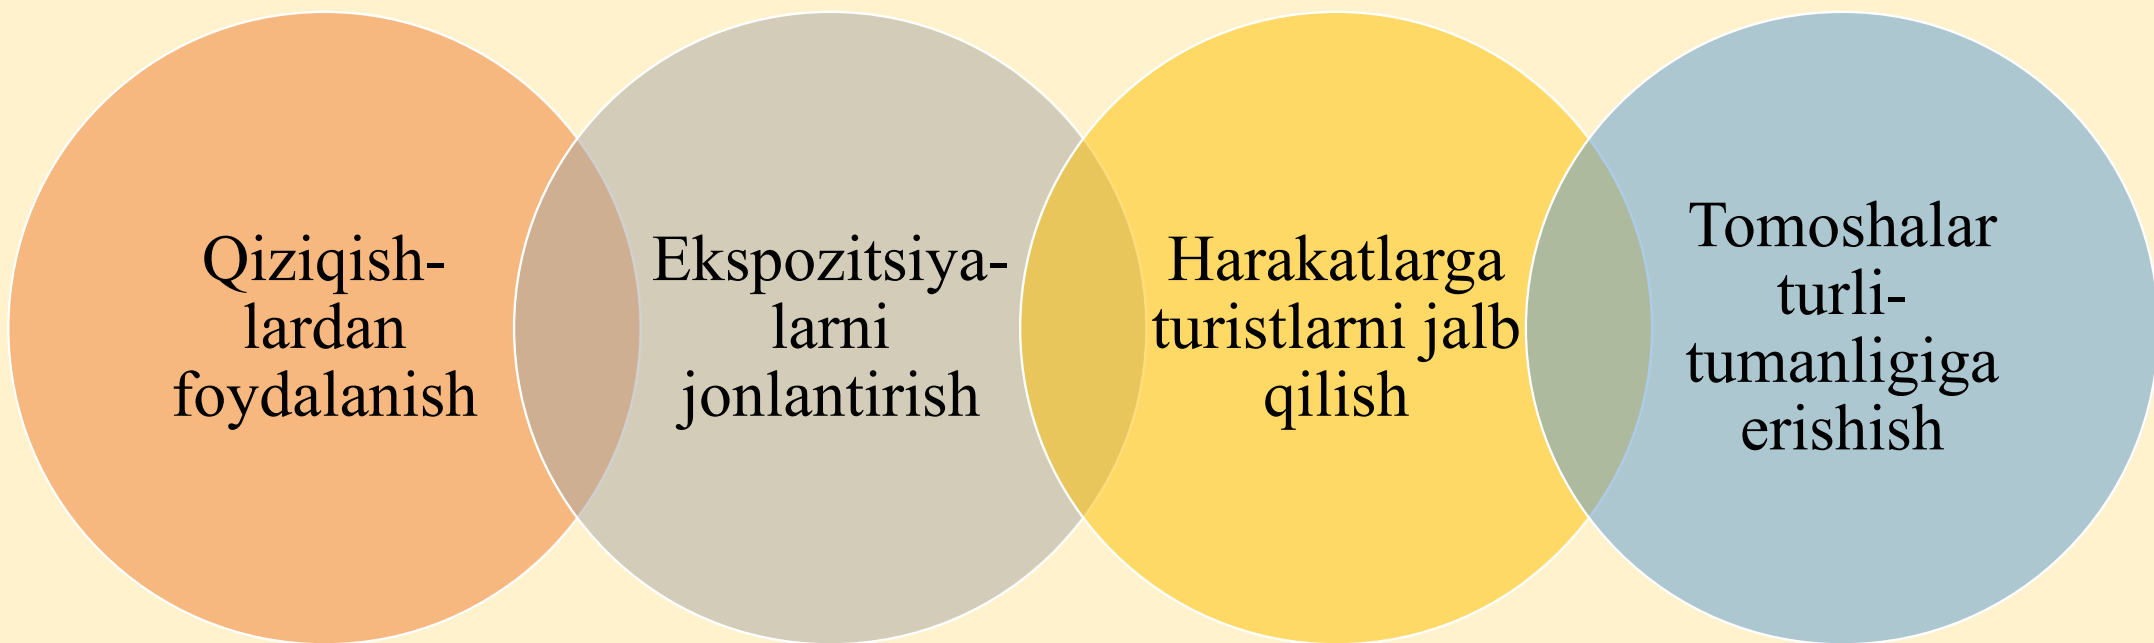 Qiziqish-
lardan
foydalanish
Ekspozitsiya-
larni
jonlantirish
Harakatlarga
turistlarni jalb
qilish
Tomoshalar
turli-
tumanligiga
erishish